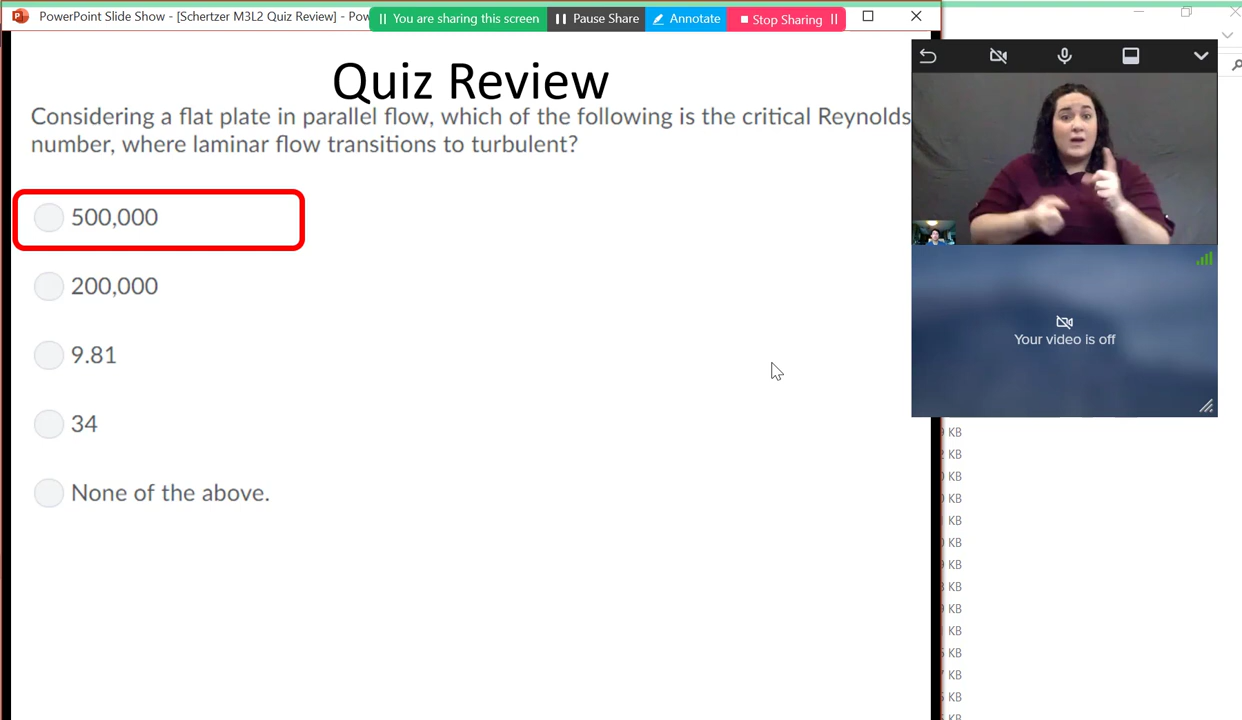 PowerPoint Slide Show - [Schertzer M3L2 Quiz Review] - Pow
You are sharing this screen
Pause Share
Annotate
Stop Sharing
Quiz Review
Considering a flat plate in parallel flow, which of the following is the critical Reynolds
number, where laminar flow transitions to turbulent?
500,000
200,000
9.81
34
None of the above.
Your video is off
KB
KB
KB
KB
KB
KB
KB
KB
KB
KB
KB
KB
KB
KB